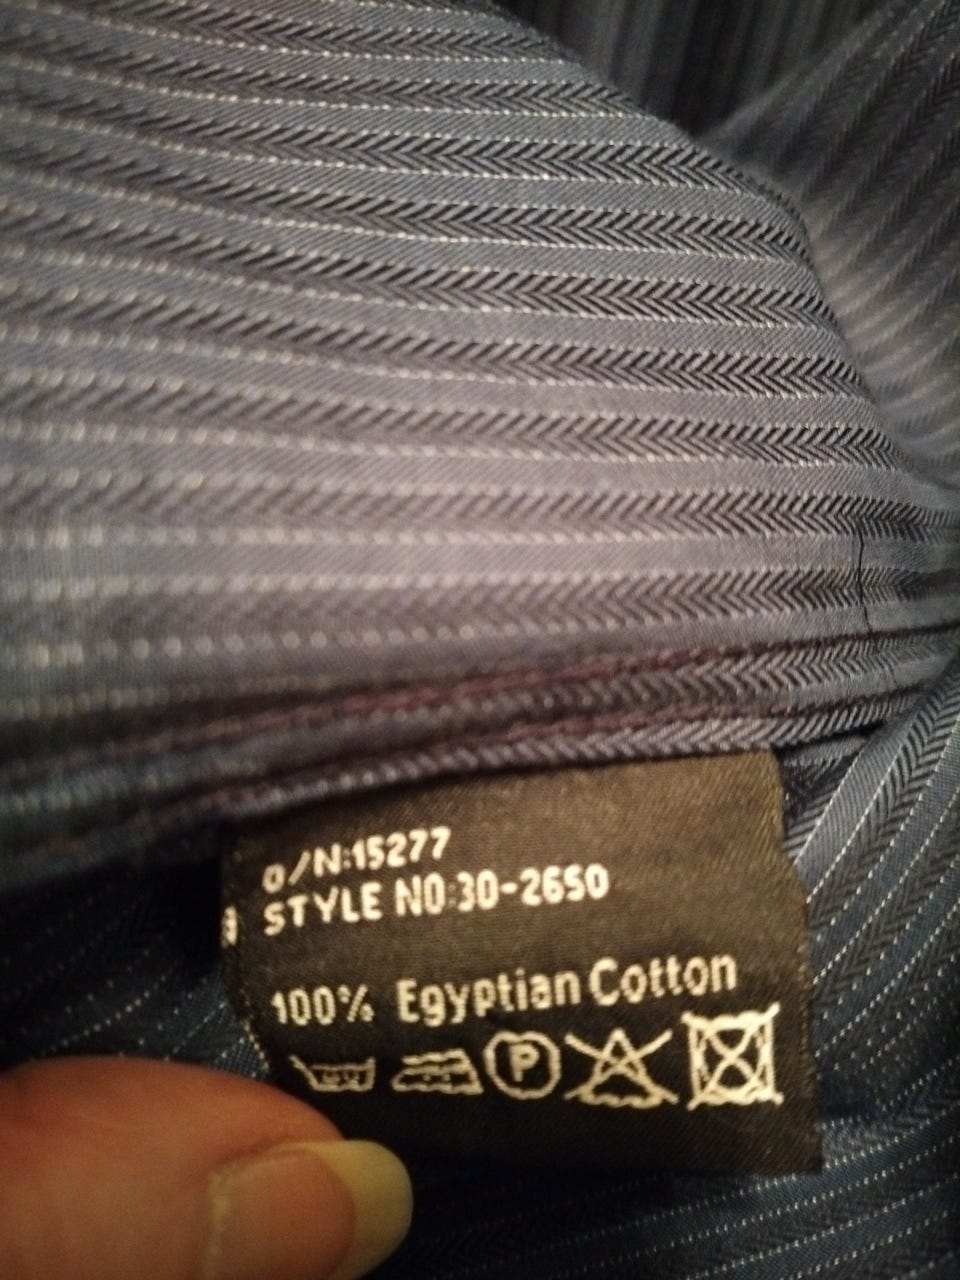 O/N:15277
STYLE NO:30-2650
100% Egyptian Cotton
P